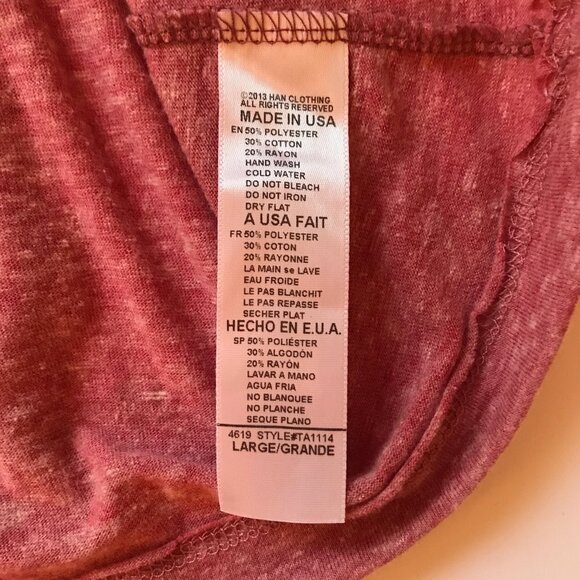 ©2013 HAN CLOTHING
ALL RIGHTS RESERVED
MADE IN USA
EN 50% POLYESTER
30% COTTON
20% RAYON
HAND WASH
COLD WATER
DO NOT BLEACH
DO NOT IRON
DRY FLAT
A USA FAIT
FR 50% POLYESTER
30% COTON
20% RAYONNE
LA MAIN se LAVE
EAU FROIDE
LE PAS BLANCHIT
LE PAS REPASSE
SECHER PLAT
HECHO EN E.U.A.
SP 50% POLIÉSTER
30% ALGODÓN
20% RAYÓN
LAVAR A MANO
AGUA FRIA
NO BLANQUEE
NO PLANCHE
SEQUE PLANO
4619 STYLE#TA1114
LARGE/GRANDE